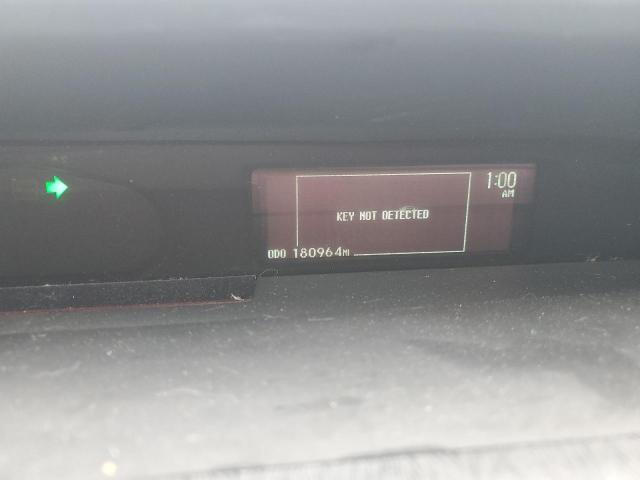 1:00
AM
KEY NOT DETECTED
ODO 180964MI